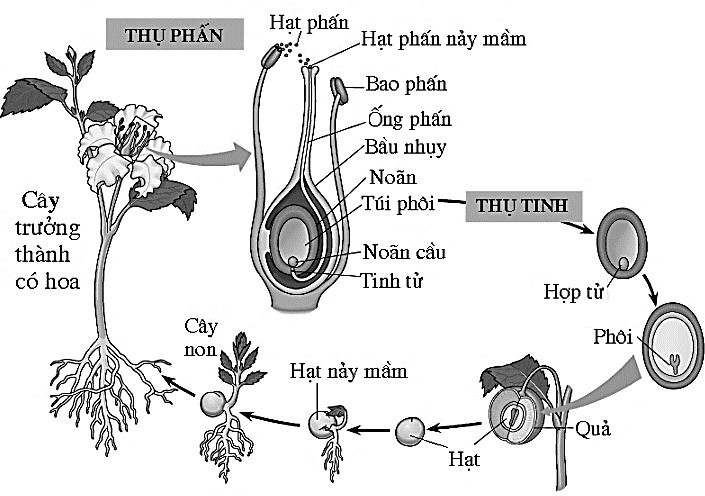 THỤ PHẤN
Hạt phấn
Hạt phấn nảy mầm
Bao phấn
Ống phấn
Bầu nhụy
Noãn
Túi phôi
Noãn cầu
Tinh tử
Cây
trưởng
thành
có hoa
THỤ TINH
Hợp tử
Phôi
Quả
Hạt
Hạt nảy mầm
Cây
non